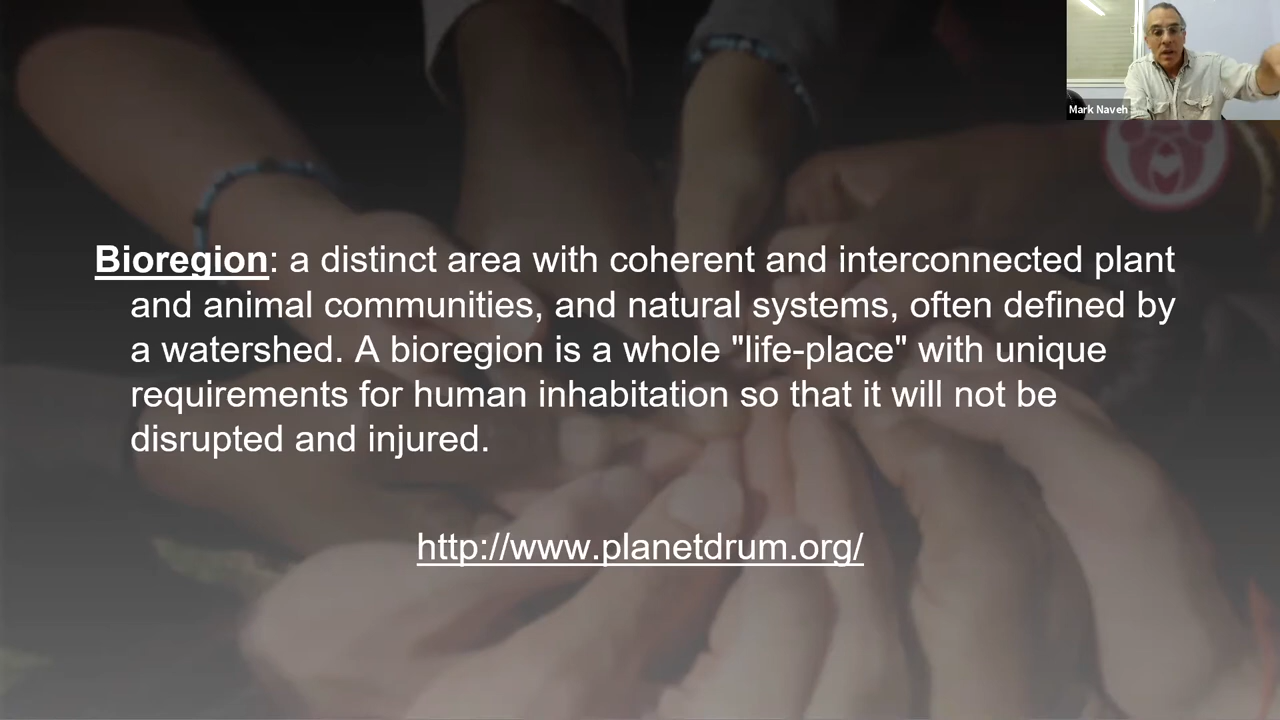 Mark Naveh
Bioregion: a distinct area with coherent and interconnected plant
and animal communities, and natural systems, often defined by
a watershed. A bioregion is a whole "life-place" with unique
requirements for human inhabitation so that it will not be
disrupted and injured.
http://www.planetdrum.org/